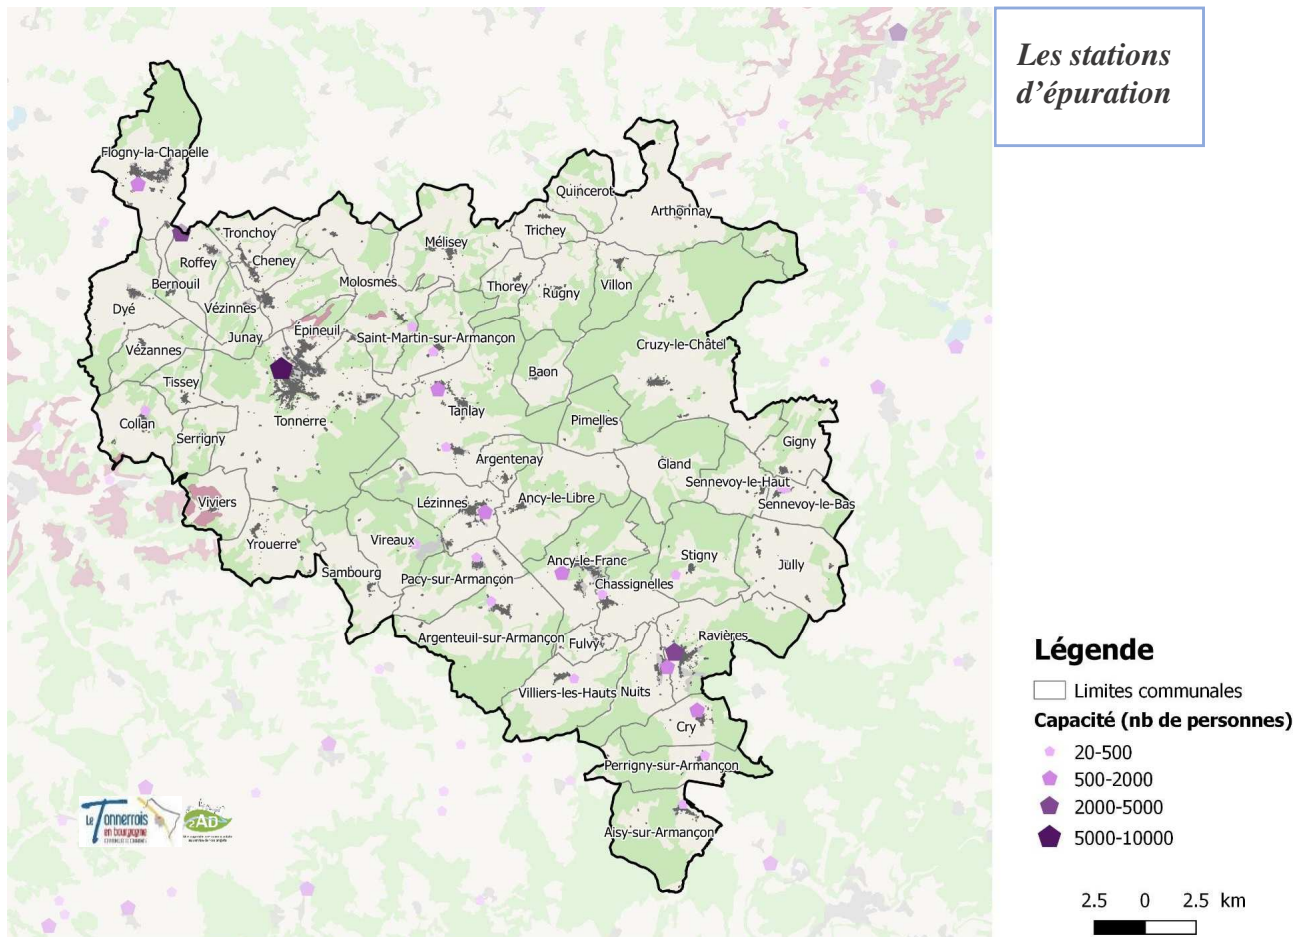 Les stations
d'épuration
Flogny-la-Chapelle
Quincerot
Arthonnay
Tronchoy
Trichey
Mélisey
Roffey
Cheney
Bernouil
Molosmes
Thorey
Rugny
Villon
Dyé
Vézinnes
Junay
Épineuil
Saint-Martin-sur-Armançon
Cruzy-le-Châtel
Vézannes
Tissey
Baon
Tanlay
Collan
Tonnerre
Pimelles
Serrigny
Gigny
Argentenay
Gland
Sennevoy-le-Haut
Viviers
Lézinnes
Ancy-le-Libre
Sennevoy-le-Bas
Yrouerre
Vireaux
Stigny
Ancy-le-Franc
Jully
Sambourg
Pacy-sur-Armançon
Chassignelles
Argenteuil-sur-Armançon
Fulvy
Ravières
Villiers-les-Hauts
Nuits
Cry
Perrigny-sur-Armançon
Aisy-sur-Armançon
Le Tonnerrois
en bourgogne
AD
Légende
Limites communales
Capacité (nb de personnes)
20-500
500-2000
2000-5000
5000-10000
2.5 0 2.5 km